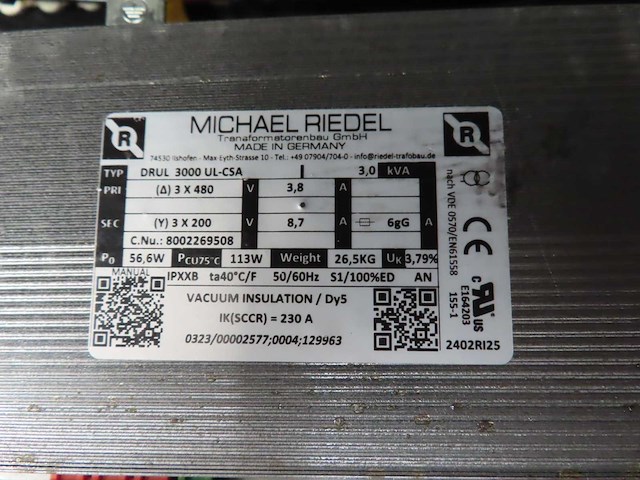 MICHAEL RIEDEL
Transformatorenbau GmbH
MADE IN GERMANY
74530 Ilshofen - Max Eyth-Strasse 10 - Tel.: +49 07904/704-0 - info@riedel-trafobau.de
TYP DRUL 3000 UL-CSA I 3,0 kVA
PRI (Δ) 3 X 480 V 3,8 A
SEC (Y) 3 X 200 V 8,7 A 6gG A
C.Nu.: 8002269508
P0 56,6W PCU75°C 113W Weight 26,5KG UK 3,79%
MANUAL IPXXB ta40°C/F 50/60Hz S1/100%ED AN
VACUUM INSULATION / Dy5
IK(SCCR) = 230 A
0323/00002577;0004;129963
R
R
nach VDE 0570/EN61558
CE
c UL US
E164203
155-1
2402RI25